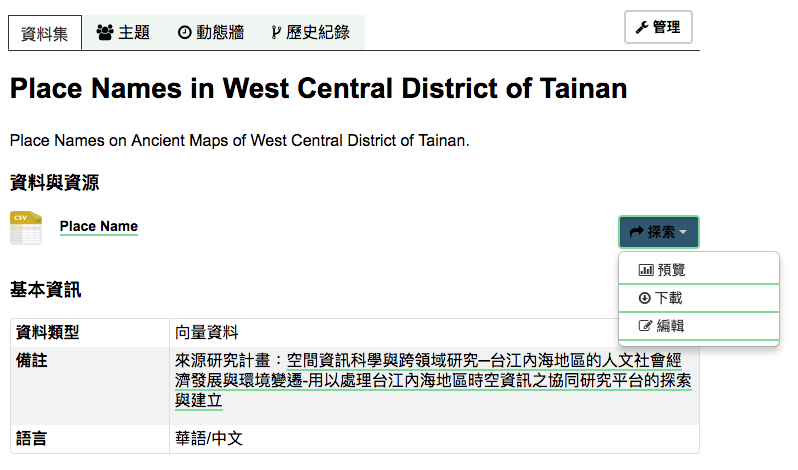 資料集 主題 動態牆 歷史紀錄 管理
Place Names in West Central District of Tainan
Place Names on Ancient Maps of West Central District of Tainan.
資料與資源
CSV Place Name 探索
預覽
下載
編輯
基本資訊
資料類型 向量資料
備註 來源研究計畫：空間資訊科學與跨領域研究─台江內海地區的人文社會經
濟發展與環境變遷-用以處理台江內海地區時空資訊之協同研究平台的探索
與建立
語言 華語/中文